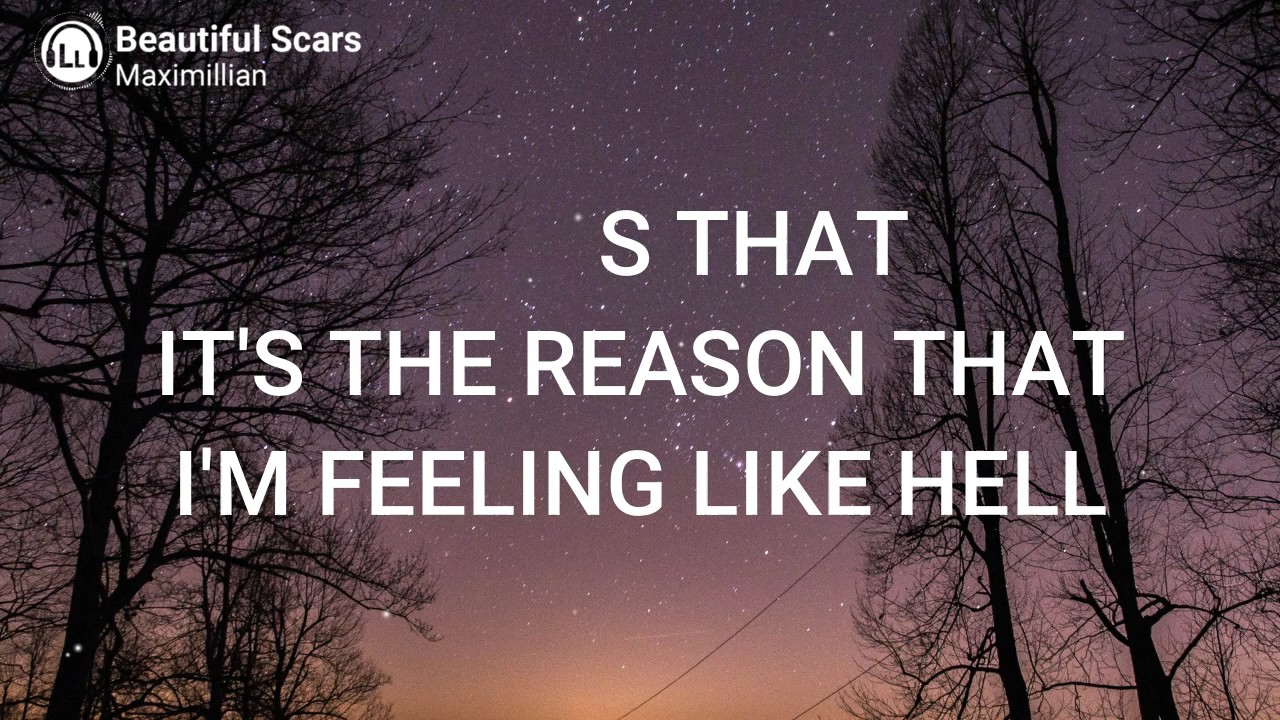 Beautiful Scars
Maximillian
S THAT
IT'S THE REASON THAT
I'M FEELING LIKE HELL